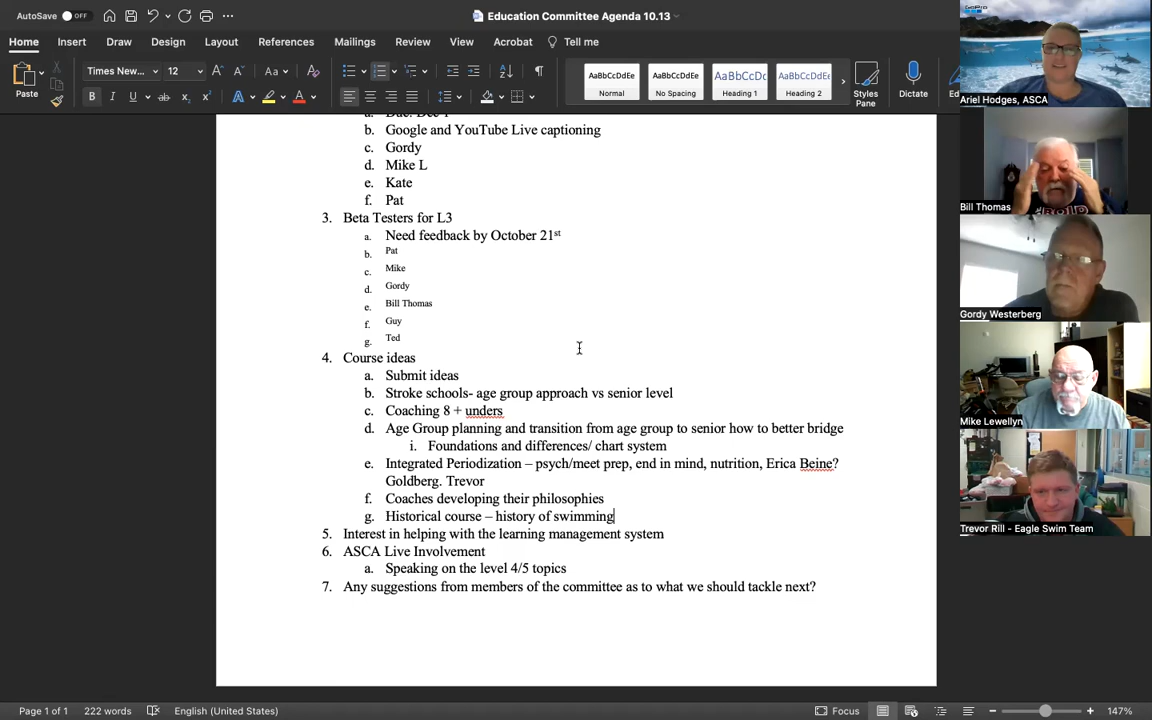 AutoSave OFF
Education Committee Agenda 10.13
Home Insert Draw Design Layout References Mailings Review View Acrobat Tell me
Paste
Times New... 12
Aa
AaBbCcDdEe
Normal
AaBbCcDdEe
No Spacing
AaBbCcDc
Heading 1
AaBbCcDdEe
Heading 2
Styles
Pane
Dictate
b. Google and YouTube Live captioning
c. Gordy
d. Mike L
e. Kate
f. Pat
3. Beta Testers for L3
a. Need feedback by October 21st
b. Pat
c. Mike
d. Gordy
e. Bill Thomas
f. Guy
g. Ted
4. Course ideas
a. Submit ideas
b. Stroke schools- age group approach vs senior level
c. Coaching 8 + unders
d. Age Group planning and transition from age group to senior how to better bridge
i. Foundations and differences/ chart system
e. Integrated Periodization – psych/meet prep, end in mind, nutrition, Erica Beine?
Goldberg. Trevor
f. Coaches developing their philosophies
g. Historical course – history of swimming
5. Interest in helping with the learning management system
6. ASCA Live Involvement
a. Speaking on the level 4/5 topics
7. Any suggestions from members of the committee as to what we should tackle next?
Page 1 of 1 222 words English (United States)
Focus
147%
GoPro
Ariel Hodges, ASCA
Bill Thomas
Gordy Westerberg
Mike Lewellyn
Trevor Rill - Eagle Swim Team